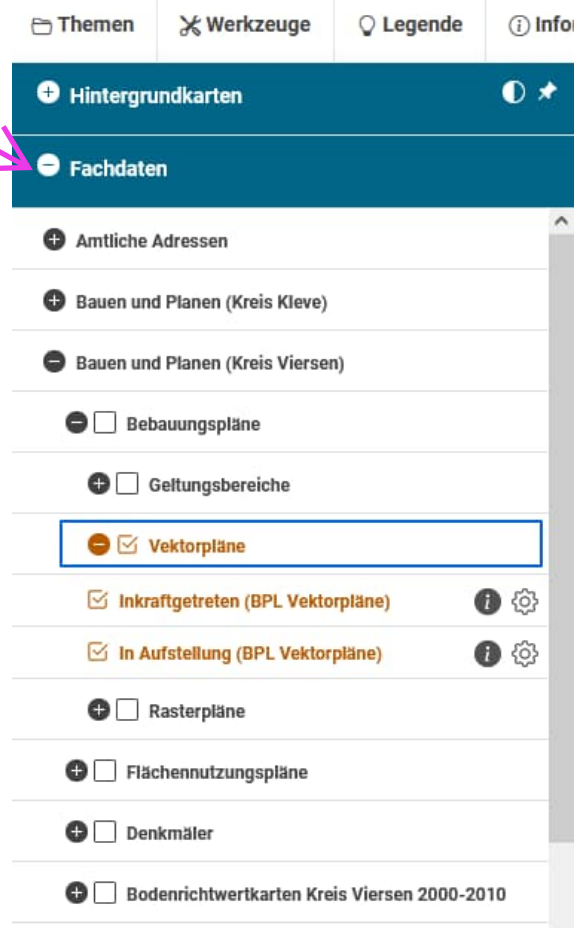 Themen Werkzeuge Legende Infor
Hintergrundkarten
Fachdaten
Amtliche Adressen
Bauen und Planen (Kreis Kleve)
Bauen und Planen (Kreis Viersen)
Bebauungspläne
Geltungsbereiche
Vektorpläne
Inkraftgetreten (BPL Vektorpläne)
In Aufstellung (BPL Vektorpläne)
Rasterpläne
Flächennutzungspläne
Denkmäler
Bodenrichtwertkarten Kreis Viersen 2000-2010